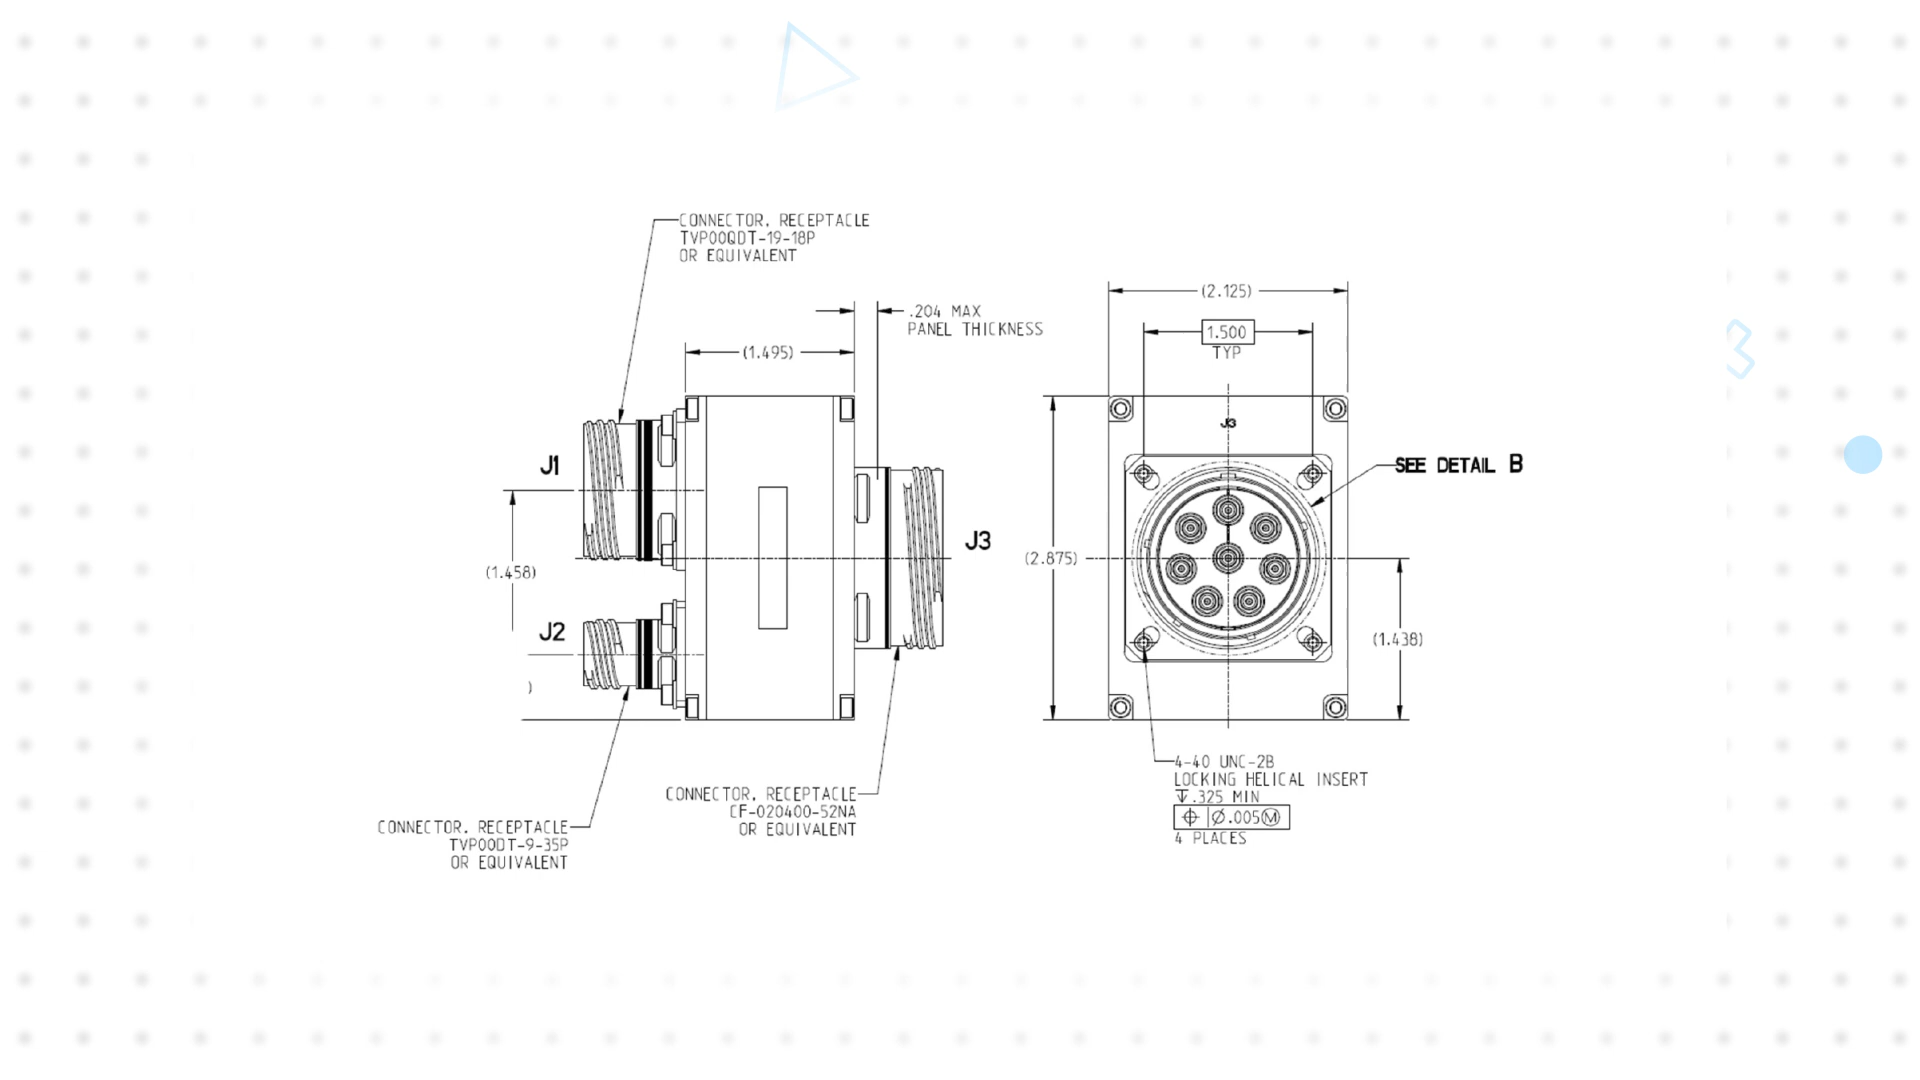 CONNECTOR, RECEPTACLE
TVP00QDT-19-18P
OR EQUIVALENT
(2.125)
.204 MAX
PANEL THICKNESS
1.500
TYP
(1.495)
J3
J1
SEE DETAIL B
J3
(2.875)
(1.458)
J2
(1.438)
)
4-40 UNC-2B
LOCKING HELICAL INSERT
↧ .325 MIN
⌖ Ø.005Ⓜ
4 PLACES
CONNECTOR, RECEPTACLE
CF-020400-52NA
OR EQUIVALENT
CONNECTOR, RECEPTACLE
TVP00DT-9-35P
OR EQUIVALENT